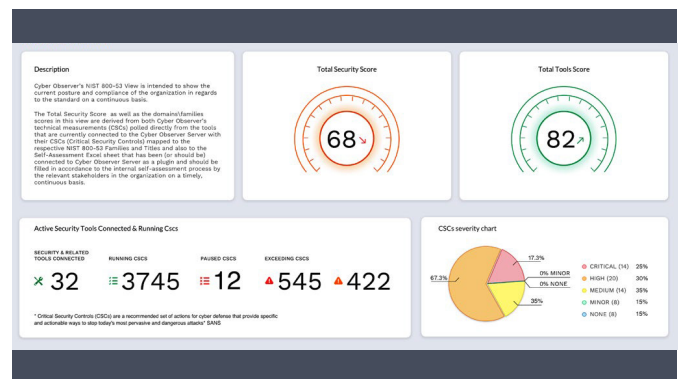 Description
Cyber Observer's NIST 800-53 View is intended to show the
current posture and compliance of the organization in regards
to the standard on a continuous basis.
The Total Security Score as well as the domains\families
scores in this view are derived from both Cyber Observer's
technical measurements (CSCs) polled directly from the tools
that are currently connected to the Cyber Observer Server with
their CSCs (Critical Security Controls) mapped to the
respective NIST 800-53 Families and Titles and also to the
Self-Assessment Excel sheet that has been (or should be)
connected to Cyber Observer Server as a plugin and should be
filled in accordance to the internal self-assessment process by
the relevant stakeholders in the organization on a timely,
continuous basis.
Total Security Score
68
Total Tools Score
82
Active Security Tools Connected & Running Cscs
SECURITY & RELATED
TOOLS CONNECTED
32
RUNNING CSCS
3745
PAUSED CSCS
12
EXCEEDING CSCS
545
422
* Critical Security Controls (CSCs) are a recommended set of actions for cyber defense that provide specific
and actionable ways to stop today's most pervasive and dangerous attacks" SANS
CSCs severity chart
17.3%
0% MINOR
0% NONE
67.3%
35%
CRITICAL (14) 25%
HIGH (20) 30%
MEDIUM (14) 35%
MINOR (8) 15%
NONE (8) 15%